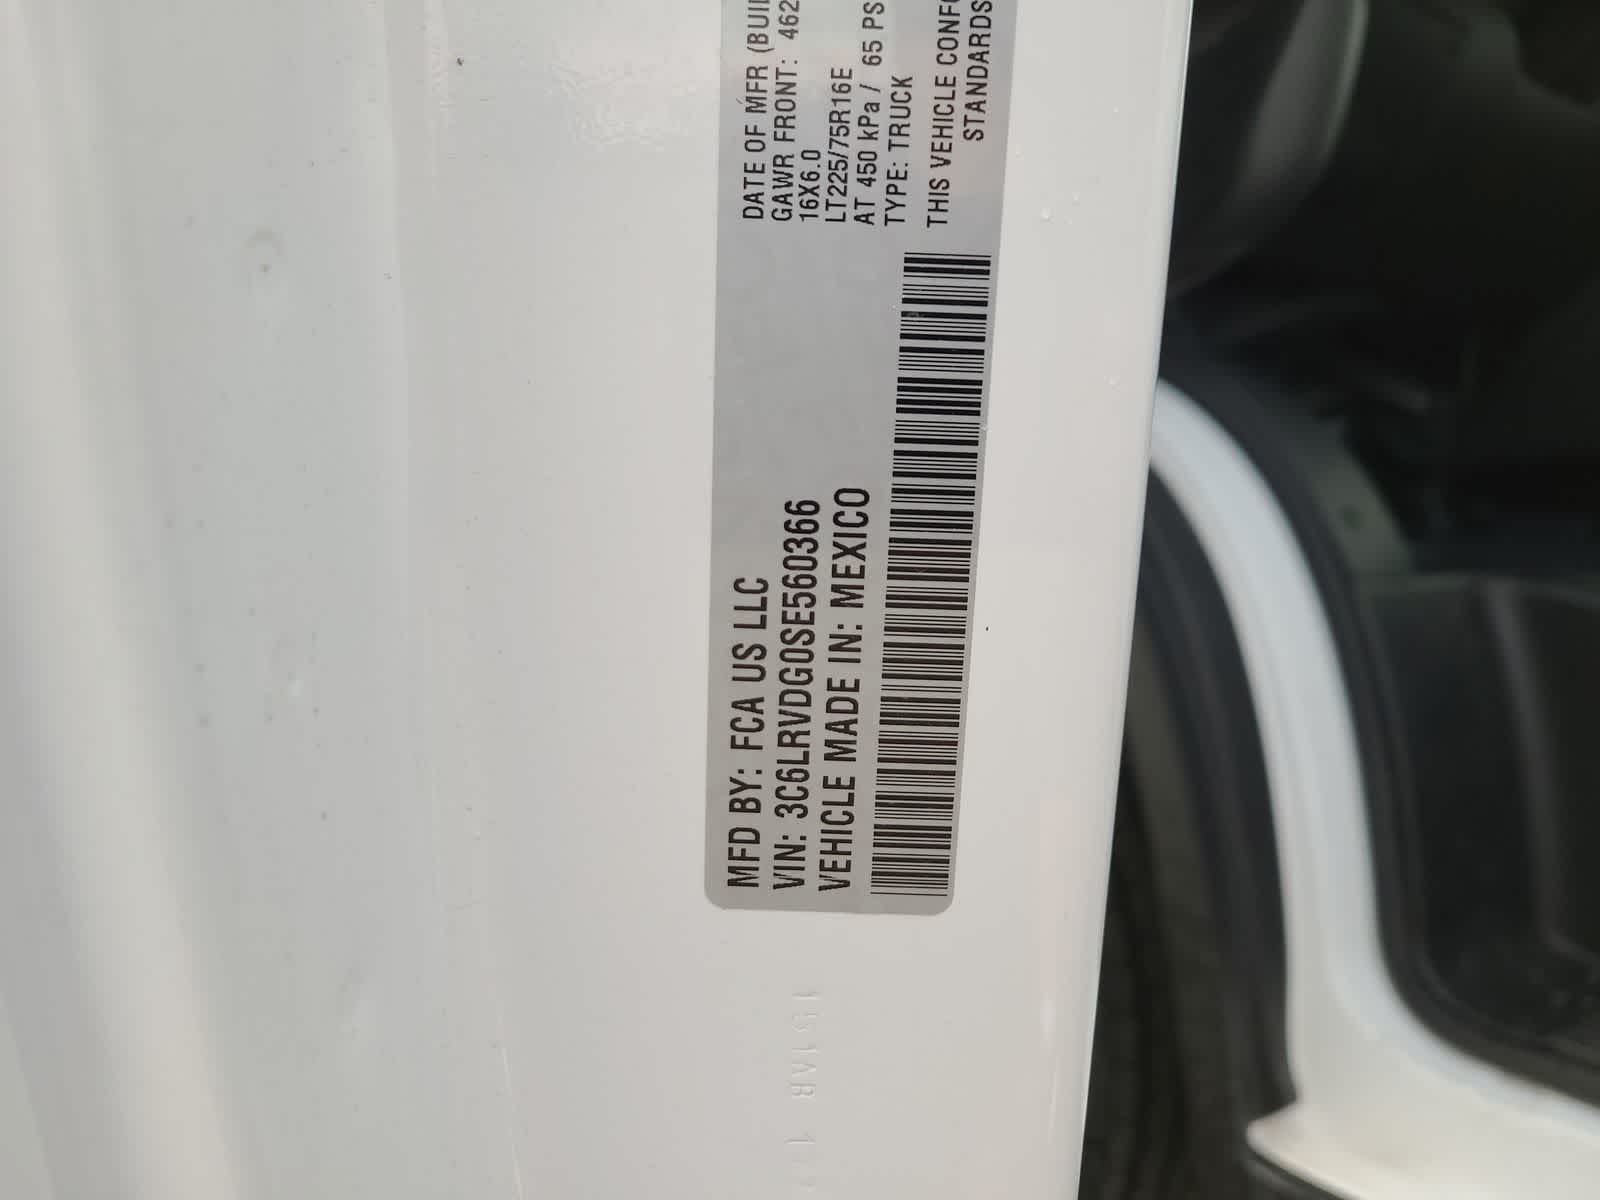 MFD BY: FCA US LLC
VIN: 3C6LRVDG0SE560366
VEHICLE MADE IN: MEXICO
DATE OF MFR (BUI
GAWR FRONT: 462
16X6.0
LT225/75R16E
AT 450 kPa / 65 PS
TYPE: TRUCK
THIS VEHICLE CONF
STANDARDS
151AB